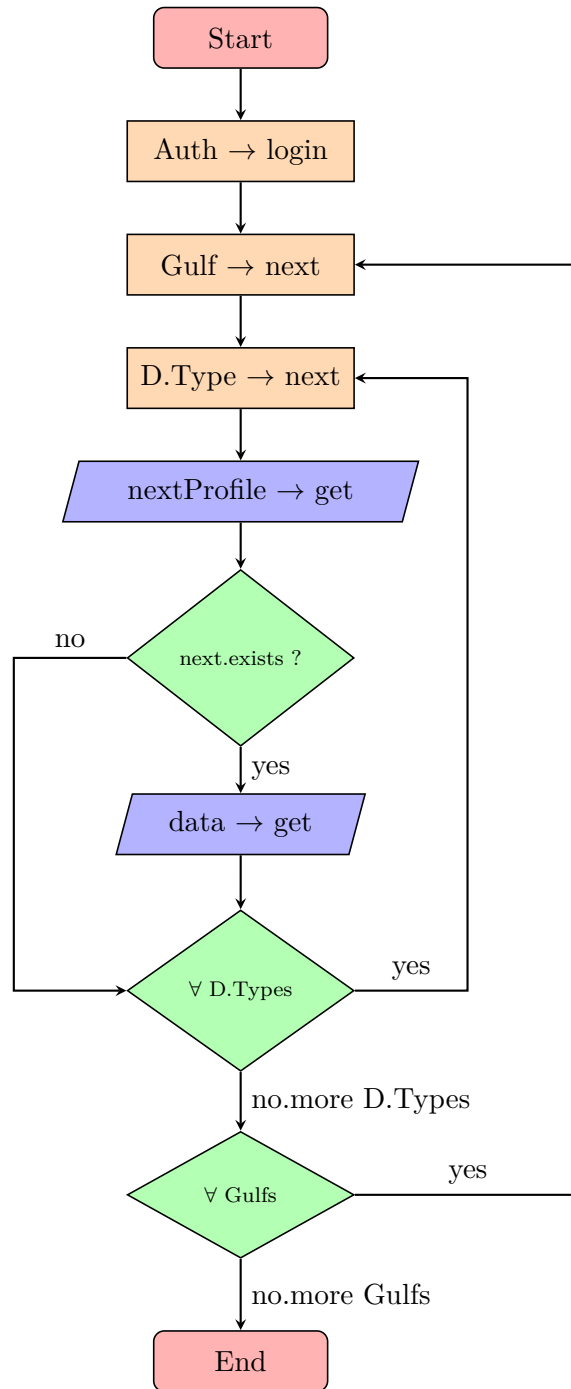 Start
Auth → login
Gulf → next
D.Type → next
nextProfile → get
next.exists ?
no
yes
data → get
∀ D.Types
yes
no.more D.Types
∀ Gulfs
yes
no.more Gulfs
End